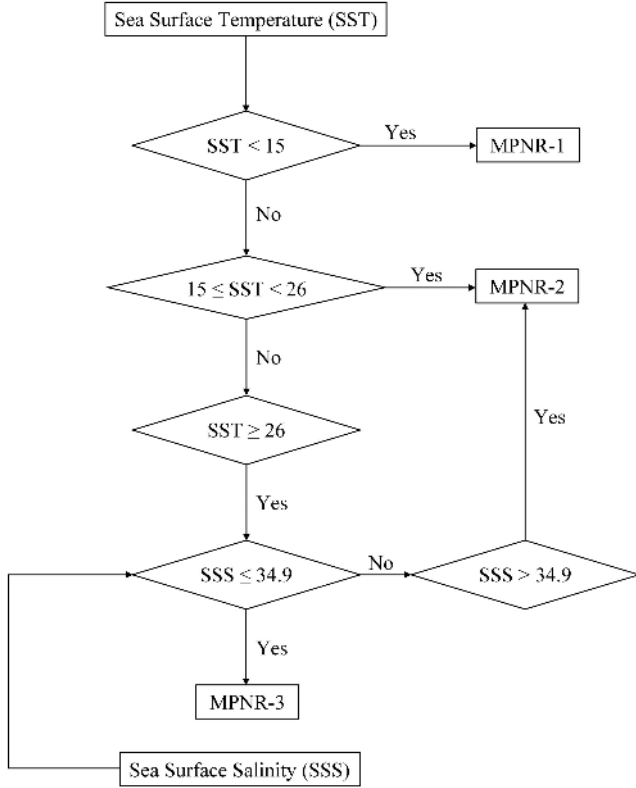 Sea Surface Temperature (SST)
SST < 15
Yes
MPNR-1
No
15 ≤ SST < 26
Yes
MPNR-2
No
SST ≥ 26
Yes
Yes
SSS ≤ 34.9
No
SSS > 34.9
Yes
MPNR-3
Sea Surface Salinity (SSS)